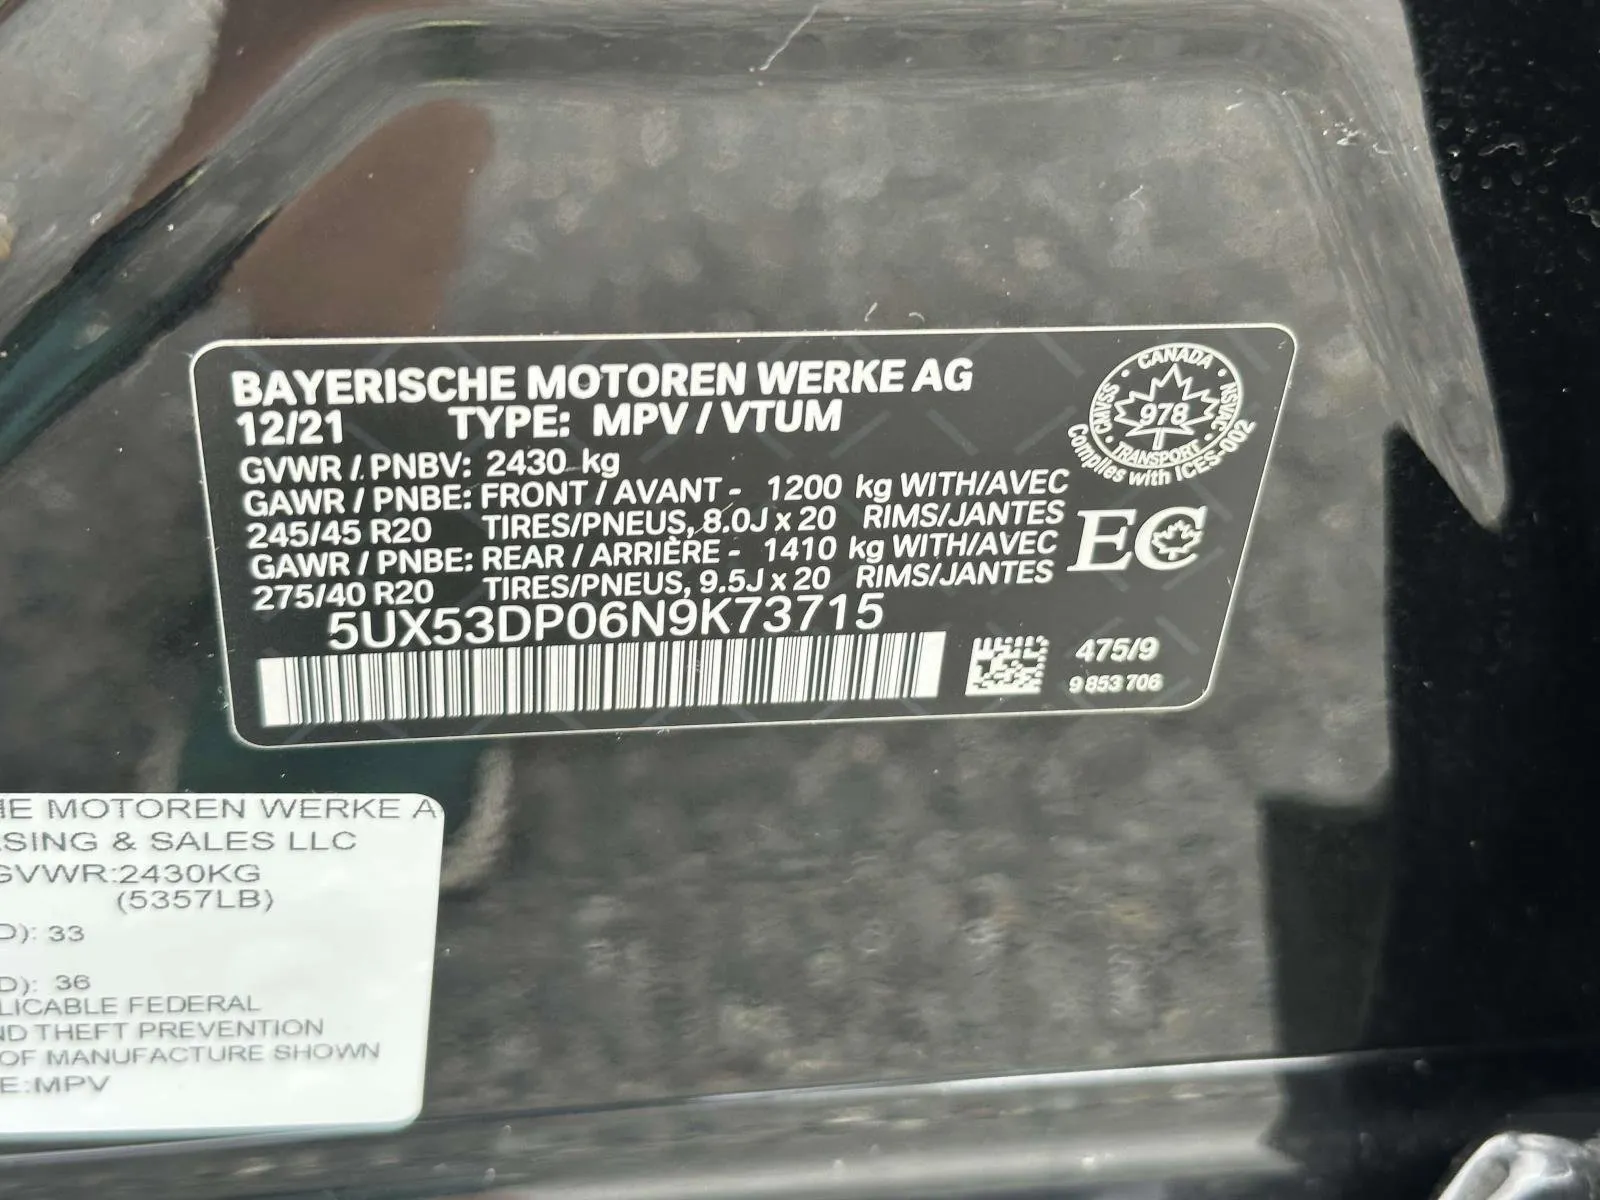 BAYERISCHE MOTOREN WERKE AG
12/21 TYPE: MPV / VTUM
GVWR / PNBV: 2430 kg
GAWR / PNBE: FRONT / AVANT - 1200 kg WITH/AVEC
245/45 R20 TIRES/PNEUS, 8.0J x 20 RIMS/JANTES
GAWR / PNBE: REAR / ARRIÈRE - 1410 kg WITH/AVEC
275/40 R20 TIRES/PNEUS, 9.5J x 20 RIMS/JANTES
5UX53DP06N9K73715
CANADA
CMVSS
NSVAC
978
TRANSPORT
Complies with ICES-002
EC
475/9
9 853 706
HE MOTOREN WERKE A
SING & SALES LLC
GVWR:2430KG
(5357LB)
D): 33
D): 36
LICABLE FEDERAL
ND THEFT PREVENTION
OF MANUFACTURE SHOWN
E:MPV